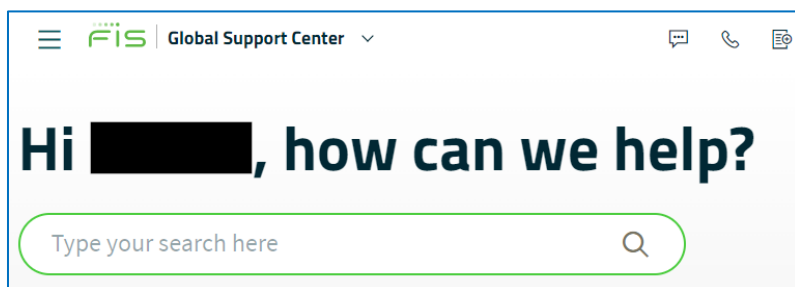 FIS Global Support Center
Hi , how can we help?
Type your search here